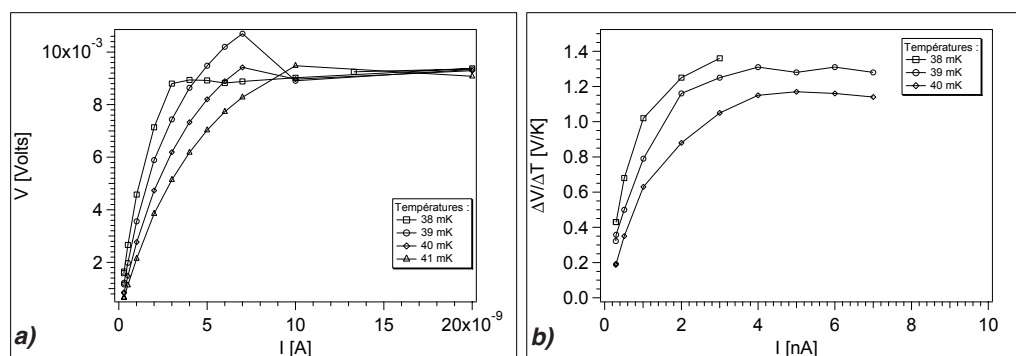 10x10-3
8
6
4
2
V [Volts]
Températures :
38 mK
39 mK
40 mK
41 mK
0
5
10
15
20x10-9
I [A]
a)
1.4
1.2
1.0
0.8
0.6
0.4
0.2
0.0
ΔV/ΔT [V/K]
Températures :
38 mK
39 mK
40 mK
0
2
4
6
8
10
I [nA]
b)